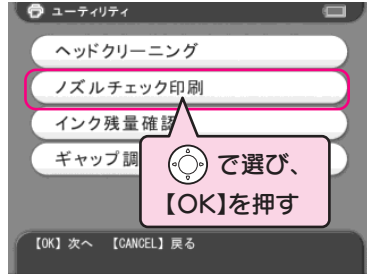 ユーティリティ
ヘッドクリーニング
ノズルチェック印刷
インク残量確認
ギャップ調
で選び、
【OK】を押す
【OK】次へ 【CANCEL】戻る